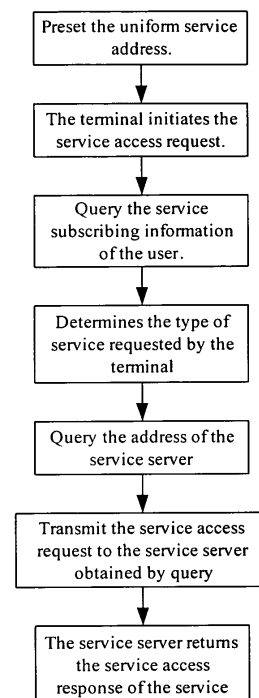 Preset the uniform service
address.
The terminal initiates the
service access request.
Query the service
subscribing information
of the user.
Determines the type of
service requested by the
terminal
Query the address of the
service server
Transmit the service access
request to the service server
obtained by query
The service server returns
the service access
response of the service